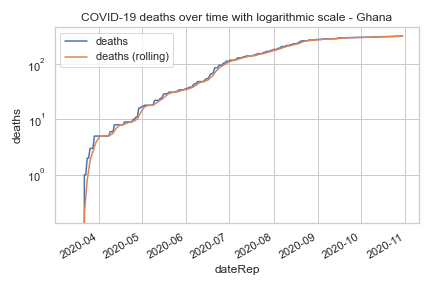 COVID-19 deaths over time with logarithmic scale - Ghana
deaths
deaths (rolling)
10²
10¹
10⁰
deaths
2020-04
2020-05
2020-06
2020-07
2020-08
2020-09
2020-10
2020-11
dateRep